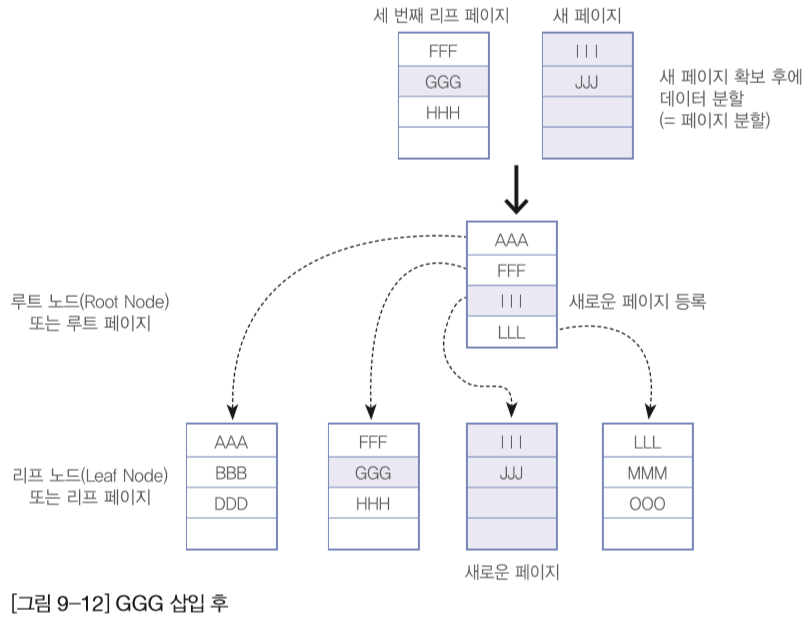 세 번째 리프 페이지
새 페이지
FFF
GGG
HHH
III
JJJ
새 페이지 확보 후에
데이터 분할
(= 페이지 분할)
AAA
FFF
III
LLL
루트 노드(Root Node)
또는 루트 페이지
새로운 페이지 등록
리프 노드(Leaf Node)
또는 리프 페이지
AAA
BBB
DDD
FFF
GGG
HHH
III
JJJ
LLL
MMM
OOO
새로운 페이지
[그림 9-12] GGG 삽입 후